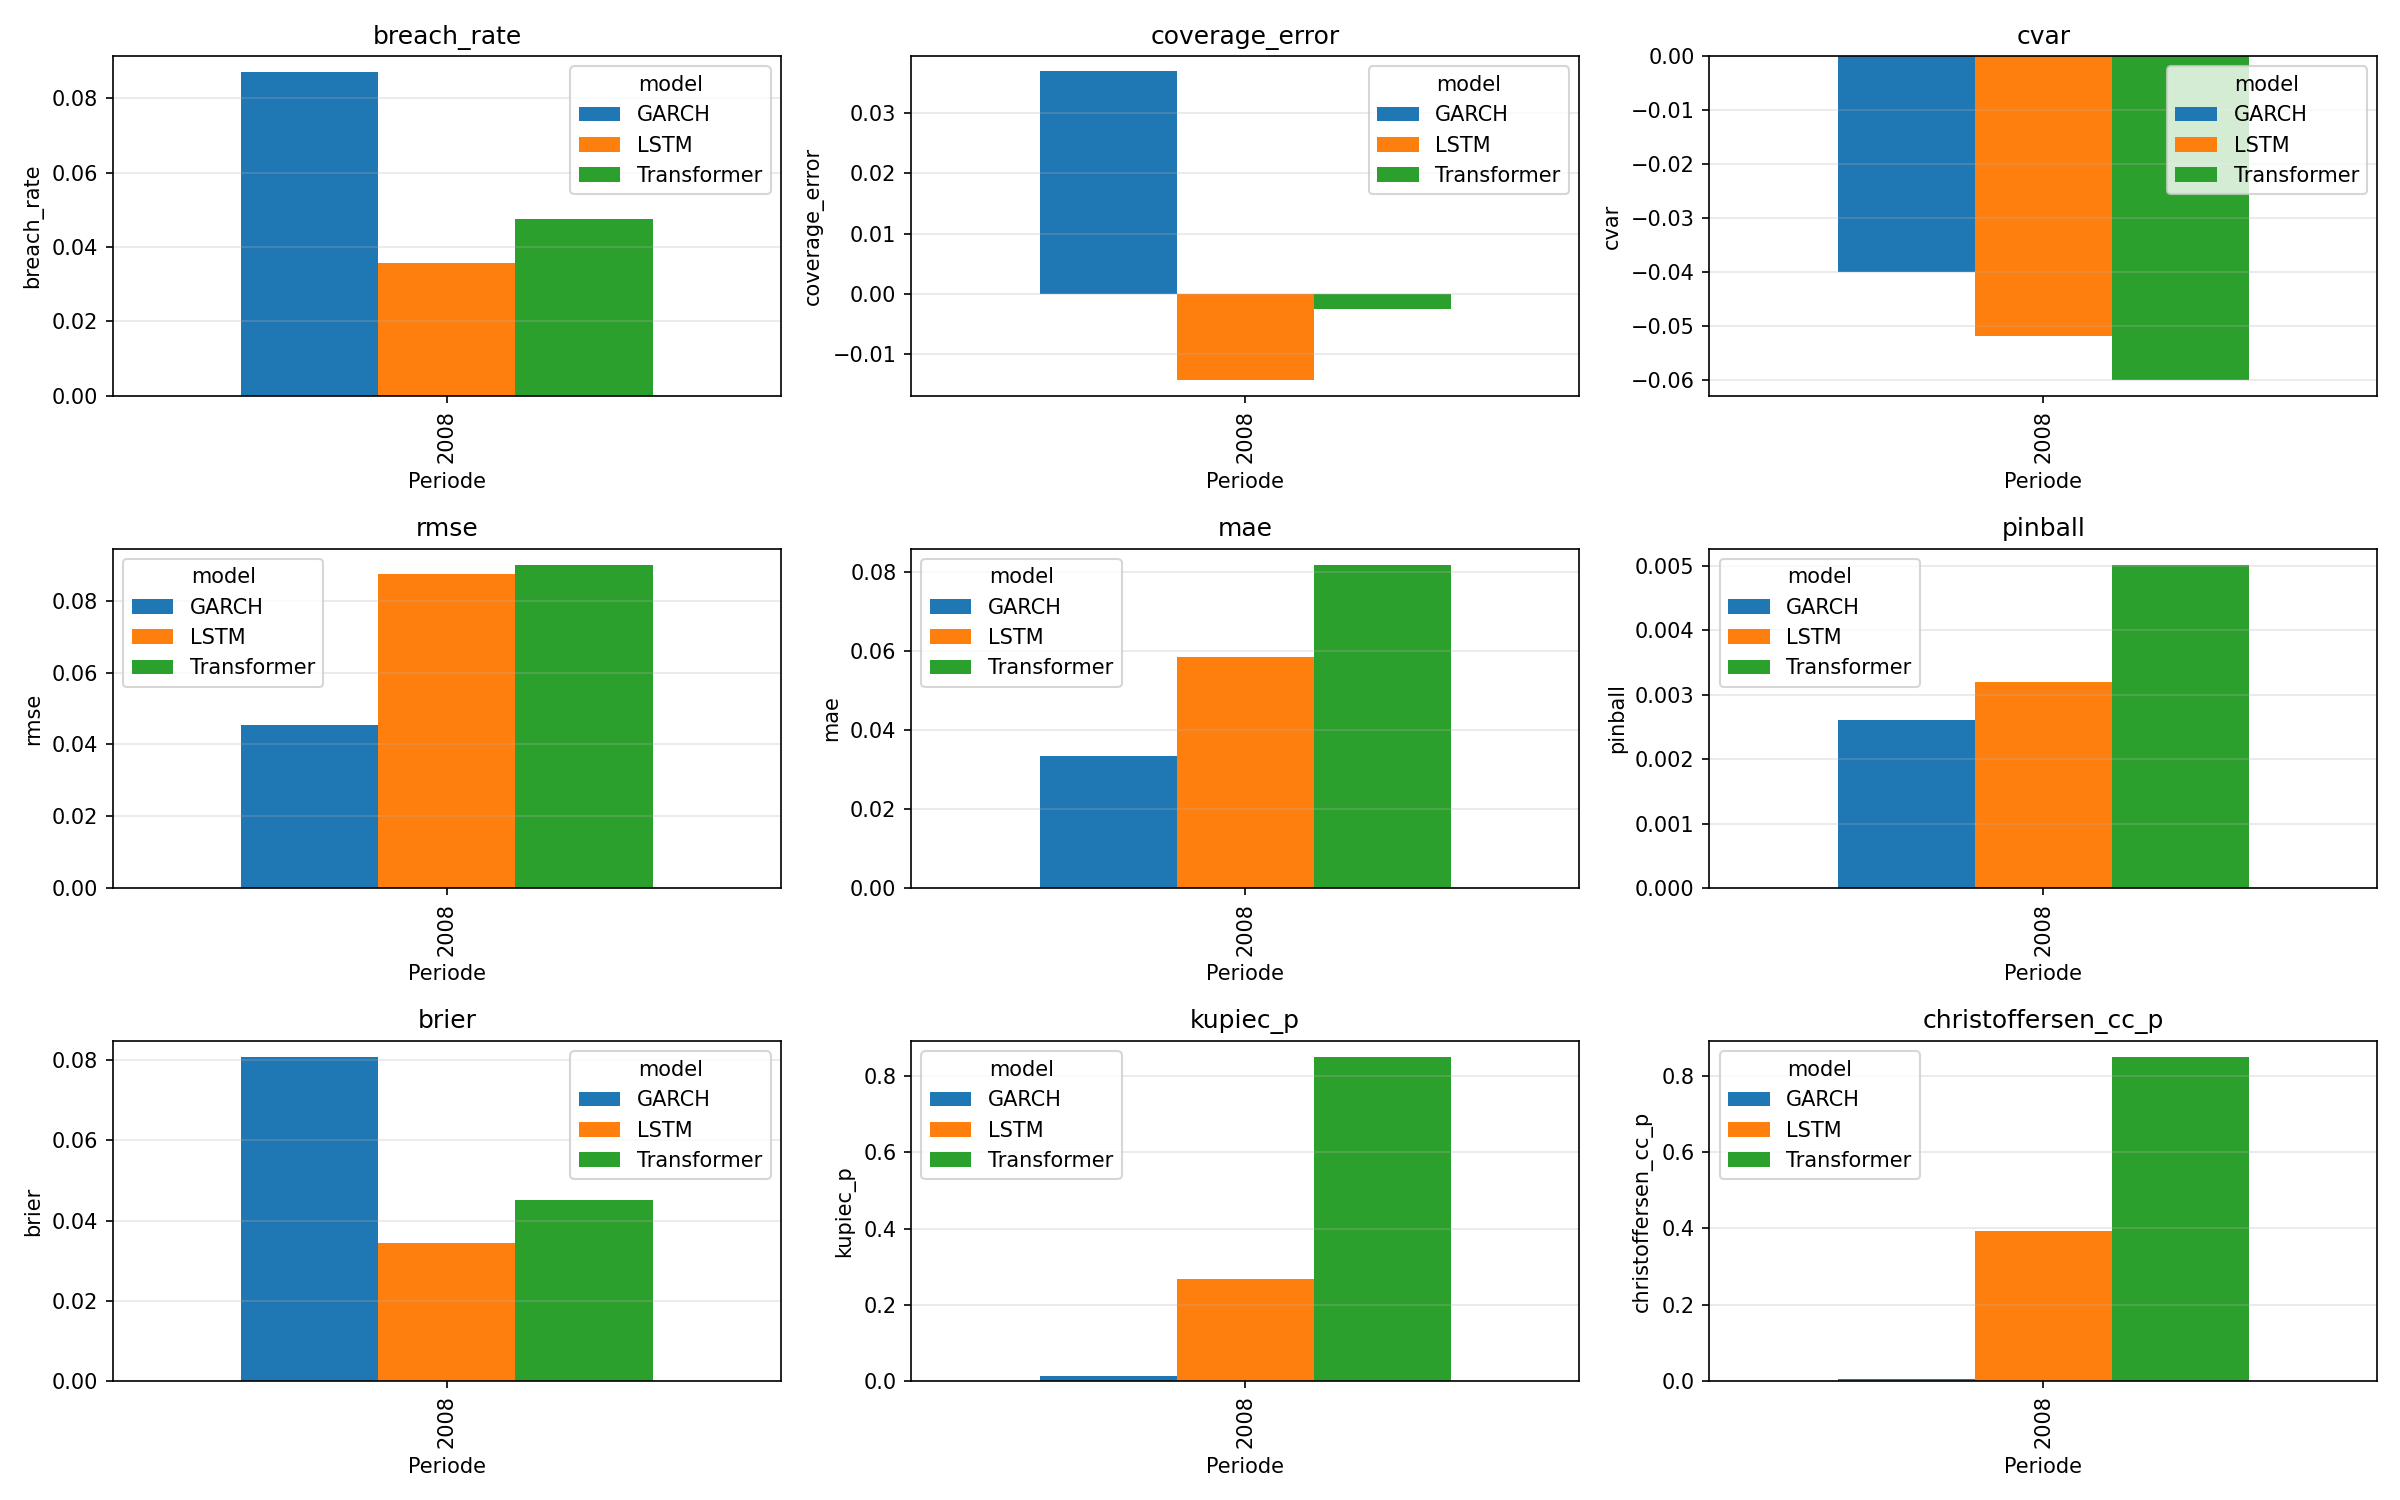 breach_rate
breach_rate
0.08
0.06
0.04
0.02
0.00
model
GARCH
LSTM
Transformer
2008
Periode
coverage_error
coverage_error
0.03
0.02
0.01
0.00
−0.01
model
GARCH
LSTM
Transformer
2008
Periode
cvar
cvar
0.00
−0.01
−0.02
−0.03
−0.04
−0.05
−0.06
model
GARCH
LSTM
Transformer
2008
Periode
rmse
rmse
0.08
0.06
0.04
0.02
0.00
model
GARCH
LSTM
Transformer
2008
Periode
mae
mae
0.08
0.06
0.04
0.02
0.00
model
GARCH
LSTM
Transformer
2008
Periode
pinball
pinball
0.005
0.004
0.003
0.002
0.001
0.000
model
GARCH
LSTM
Transformer
2008
Periode
brier
brier
0.08
0.06
0.04
0.02
0.00
model
GARCH
LSTM
Transformer
2008
Periode
kupiec_p
kupiec_p
0.8
0.6
0.4
0.2
0.0
model
GARCH
LSTM
Transformer
2008
Periode
christoffersen_cc_p
christoffersen_cc_p
0.8
0.6
0.4
0.2
0.0
model
GARCH
LSTM
Transformer
2008
Periode